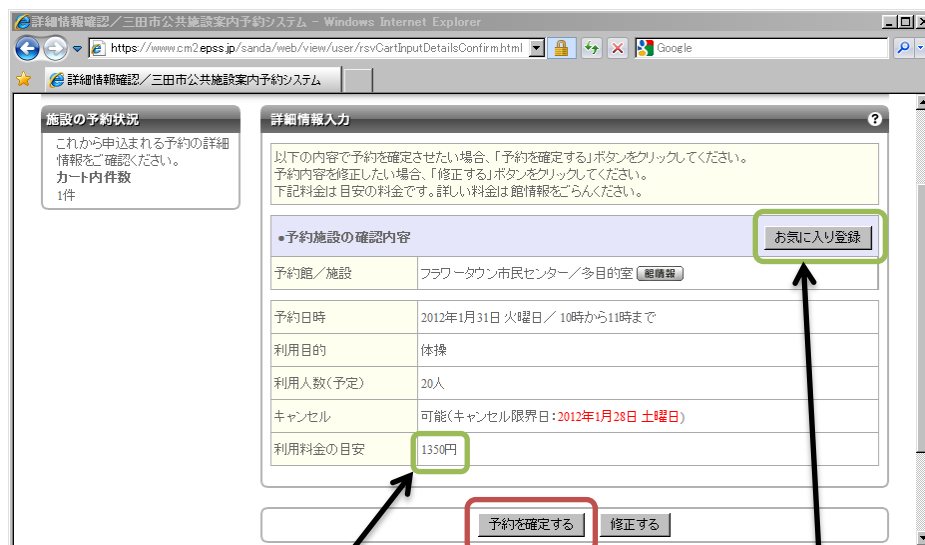 詳細情報確認／三田市公共施設案内予約システム - Windows Internet Explorer
https://www.cm2.epss.jp/sanda/web/view/user/rsvCartInputDetailsConfirm.html
Google
詳細情報確認／三田市公共施設案内予約システム
施設の予約状況
これから申込まれる予約の詳細
情報をご確認ください。
カート内件数
1件
詳細情報入力
?
以下の内容で予約を確定させたい場合、「予約を確定する」ボタンをクリックしてください。
予約内容を修正したい場合、「修正する」ボタンをクリックしてください。
下記料金は目安の料金です。詳しい料金は館情報をごらんください。
●予約施設の確認内容
お気に入り登録
予約館／施設 フラワータウン市民センター／多目的室 館情報
予約日時 2012年1月31日 火曜日／ 10時から11時まで
利用目的 体操
利用人数(予定) 20人
キャンセル 可能(キャンセル限界日：2012年1月28日 土曜日)
利用料金の目安 1350円
予約を確定する 修正する